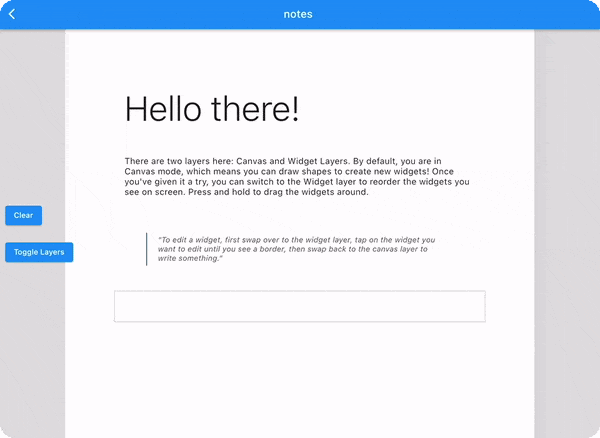 notes
Hello there!
There are two layers here: Canvas and Widget Layers. By default, you are in
Canvas mode, which means you can draw shapes to create new widgets! Once
you've given it a try, you can switch to the Widget layer to reorder the widgets you
see on screen. Press and hold to drag the widgets around.
Clear
Toggle Layers
"To edit a widget, first swap over to the widget layer, tap on the widget you
want to edit until you see a border, then swap back to the canvas layer to
write something."